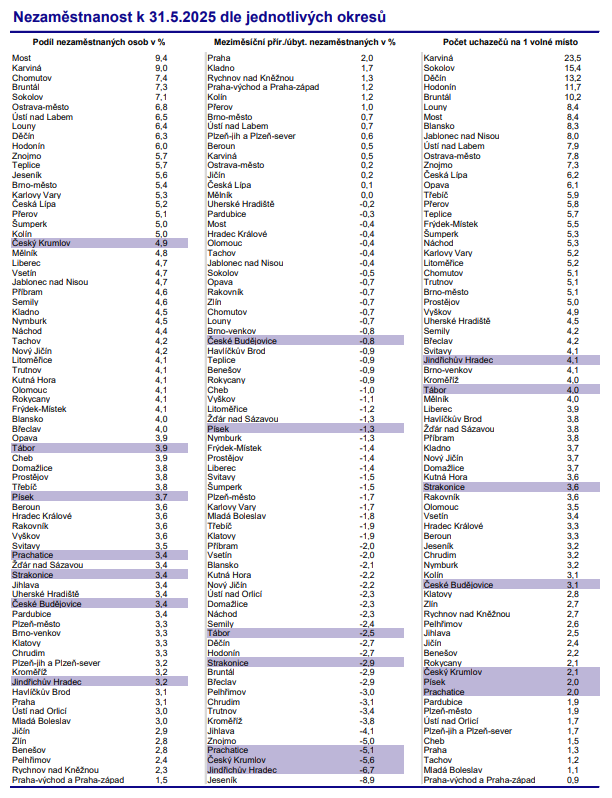 Nezaměstnanost k 31.5.2025 dle jednotlivých okresů
Podíl nezaměstnaných osob v %
Most 9,4
Karviná 9,0
Chomutov 7,4
Bruntál 7,3
Sokolov 7,1
Ostrava-město 6,8
Ústí nad Labem 6,5
Louny 6,4
Děčín 6,3
Hodonín 6,0
Znojmo 5,7
Teplice 5,7
Jeseník 5,6
Brno-město 5,4
Karlovy Vary 5,3
Česká Lípa 5,2
Přerov 5,1
Šumperk 5,0
Kolín 5,0
Český Krumlov 4,9
Mělník 4,8
Liberec 4,7
Vsetín 4,7
Jablonec nad Nisou 4,7
Příbram 4,6
Semily 4,6
Kladno 4,5
Nymburk 4,5
Náchod 4,4
Tachov 4,2
Nový Jičín 4,2
Litoměřice 4,1
Trutnov 4,1
Kutná Hora 4,1
Olomouc 4,1
Rokycany 4,1
Frýdek-Místek 4,1
Blansko 4,0
Břeclav 4,0
Opava 3,9
Tábor 3,9
Cheb 3,9
Domažlice 3,8
Prostějov 3,8
Třebíč 3,8
Písek 3,7
Beroun 3,6
Hradec Králové 3,6
Rakovník 3,6
Vyškov 3,6
Svitavy 3,5
Prachatice 3,4
Žďár nad Sázavou 3,4
Strakonice 3,4
Jihlava 3,4
Uherské Hradiště 3,4
České Budějovice 3,4
Pardubice 3,4
Plzeň-město 3,3
Brno-venkov 3,3
Klatovy 3,3
Chrudim 3,3
Plzeň-jih a Plzeň-sever 3,2
Kroměříž 3,2
Jindřichův Hradec 3,2
Havlíčkův Brod 3,1
Praha 3,1
Ústí nad Orlicí 3,0
Mladá Boleslav 3,0
Jičín 2,9
Zlín 2,8
Benešov 2,8
Pelhřimov 2,4
Rychnov nad Kněžnou 2,3
Praha-východ a Praha-západ 1,5
Meziměsíční přír./úbyt. nezaměstnaných v %
Praha 2,0
Kladno 1,7
Rychnov nad Kněžnou 1,3
Praha-východ a Praha-západ 1,2
Kolín 1,2
Přerov 1,0
Brno-město 0,7
Ústí nad Labem 0,7
Plzeň-jih a Plzeň-sever 0,6
Beroun 0,5
Karviná 0,5
Ostrava-město 0,2
Jičín 0,2
Česká Lípa 0,1
Mělník 0,0
Uherské Hradiště -0,2
Pardubice -0,3
Most -0,4
Hradec Králové -0,4
Olomouc -0,4
Tachov -0,4
Jablonec nad Nisou -0,4
Sokolov -0,5
Opava -0,6
Rakovník -0,7
Zlín -0,7
Chomutov -0,7
Louny -0,7
Brno-venkov -0,8
České Budějovice -0,8
Havlíčkův Brod -0,9
Teplice -0,9
Benešov -0,9
Rokycany -0,9
Cheb -1,0
Vyškov -1,1
Litoměřice -1,2
Žďár nad Sázavou -1,3
Písek -1,3
Nymburk -1,3
Frýdek-Místek -1,4
Prostějov -1,4
Liberec -1,4
Svitavy -1,5
Šumperk -1,5
Plzeň-město -1,7
Karlovy Vary -1,7
Mladá Boleslav -1,8
Třebíč -1,9
Klatovy -1,9
Příbram -2,0
Vsetín -2,0
Blansko -2,1
Kutná Hora -2,2
Nový Jičín -2,2
Ústí nad Orlicí -2,3
Domažlice -2,3
Náchod -2,3
Semily -2,4
Tábor -2,5
Děčín -2,7
Hodonín -2,7
Strakonice -2,9
Bruntál -2,9
Břeclav -2,9
Pelhřimov -3,0
Chrudim -3,1
Trutnov -3,4
Kroměříž -3,8
Jihlava -4,1
Znojmo -5,0
Prachatice -5,1
Český Krumlov -5,6
Jindřichův Hradec -6,7
Jeseník -8,9
Počet uchazečů na 1 volné místo
Karviná 23,5
Sokolov 15,4
Děčín 13,2
Hodonín 11,7
Bruntál 10,2
Louny 8,4
Most 8,4
Blansko 8,3
Jablonec nad Nisou 8,0
Ústí nad Labem 7,9
Ostrava-město 7,8
Znojmo 7,3
Česká Lípa 6,2
Opava 6,1
Třebíč 5,9
Přerov 5,8
Teplice 5,7
Frýdek-Místek 5,5
Šumperk 5,3
Náchod 5,3
Karlovy Vary 5,2
Litoměřice 5,2
Chomutov 5,1
Trutnov 5,1
Brno-město 5,1
Prostějov 5,0
Vyškov 4,9
Uherské Hradiště 4,5
Semily 4,2
Břeclav 4,2
Svitavy 4,1
Jindřichův Hradec 4,1
Brno-venkov 4,1
Kroměříž 4,0
Tábor 4,0
Mělník 4,0
Liberec 3,9
Havlíčkův Brod 3,8
Žďár nad Sázavou 3,8
Příbram 3,8
Kladno 3,7
Nový Jičín 3,7
Domažlice 3,7
Kutná Hora 3,6
Strakonice 3,6
Rakovník 3,6
Olomouc 3,5
Vsetín 3,4
Hradec Králové 3,3
Beroun 3,3
Jeseník 3,2
Chrudim 3,2
Nymburk 3,2
Kolín 3,1
České Budějovice 3,1
Klatovy 2,8
Zlín 2,7
Rychnov nad Kněžnou 2,7
Pelhřimov 2,6
Jihlava 2,5
Jičín 2,4
Benešov 2,2
Rokycany 2,1
Český Krumlov 2,1
Písek 2,0
Prachatice 2,0
Pardubice 1,9
Plzeň-město 1,9
Ústí nad Orlicí 1,7
Plzeň-jih a Plzeň-sever 1,7
Cheb 1,5
Praha 1,3
Tachov 1,2
Mladá Boleslav 1,1
Praha-východ a Praha-západ 0,9